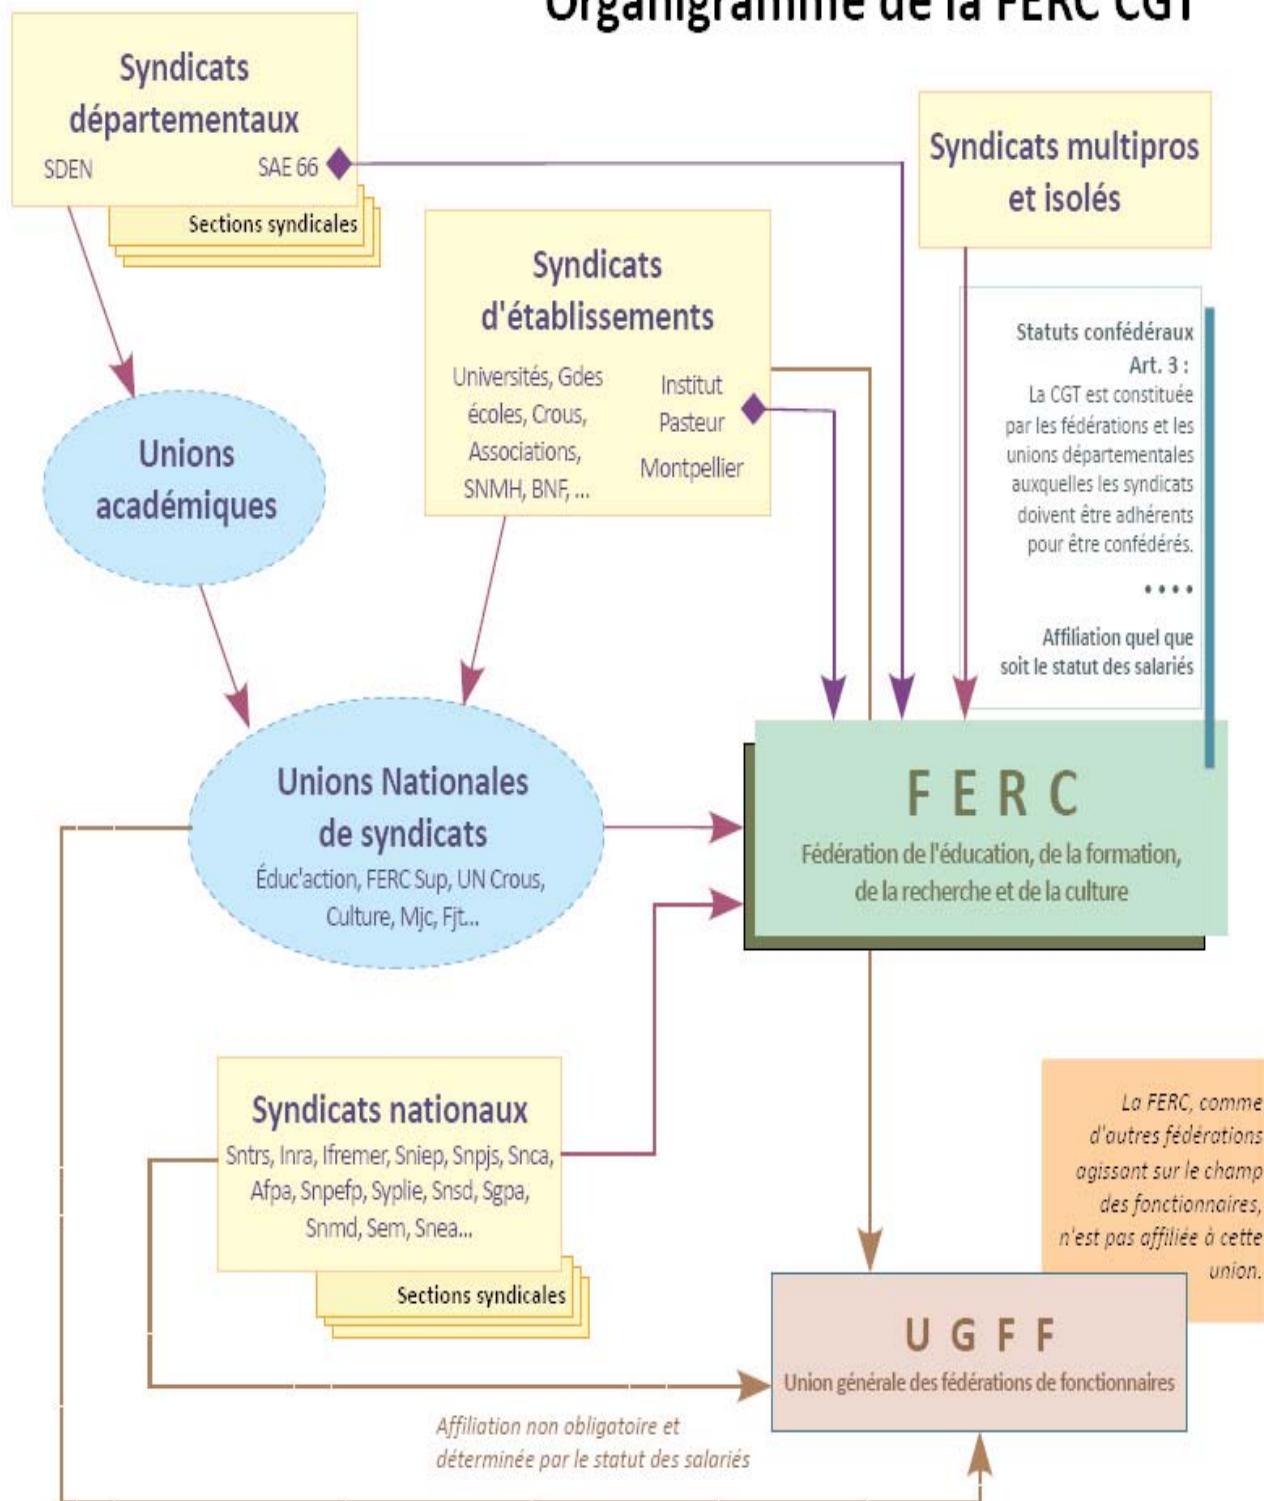 Organigramme de la FERC CGT
Syndicats
départementaux
SDEN
SAE 66
Sections syndicales
Syndicats multipros
et isolés
Syndicats
d'établissements
Universités, Gdes
écoles, Crous,
Associations,
SNMH, BNF, ...
Institut
Pasteur
Montpellier
Statuts confédéraux
Art. 3 :
La CGT est constituée
par les fédérations et les
unions départementales
auxquelles les syndicats
doivent être adhérents
pour être confédérés.
• • • •
Affiliation quel que
soit le statut des salariés
Unions
académiques
Unions Nationales
de syndicats
Éduc'action, FERC Sup, UN Crous,
Culture, Mjc, Fjt...
F E R C
Fédération de l'éducation, de la formation,
de la recherche et de la culture
Syndicats nationaux
Sntrs, Inra, Ifremer, Sniep, Snpjs, Snca,
Afpa, Snpefp, Syplie, Snsd, Sgpa,
Snmd, Sem, Snea...
Sections syndicales
La FERC, comme
d'autres fédérations
agissant sur le champ
des fonctionnaires,
n'est pas affiliée à cette
union.
U G F F
Union générale des fédérations de fonctionnaires
Affiliation non obligatoire et
déterminée par le statut des salariés